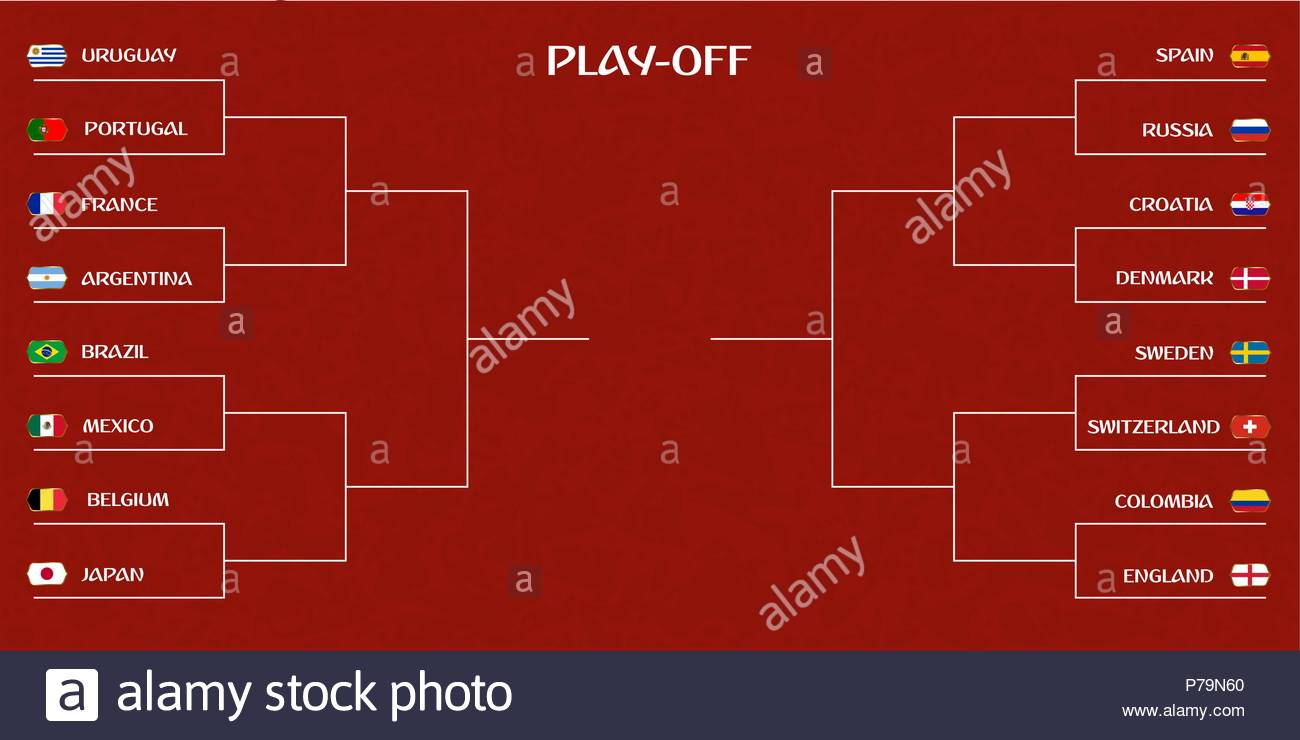 PLAY-OFF
URUGUAY
PORTUGAL
FRANCE
ARGENTINA
BRAZIL
MEXICO
BELGIUM
JAPAN
SPAIN
RUSSIA
CROATIA
DENMARK
SWEDEN
SWITZERLAND
COLOMBIA
ENGLAND
a
a
a
alamy
a
a
alamy
a
a
alamy
a
a
a
a
a
a
a
a
a
alamy
a
a
a
a alamy stock photo
P79N60
www.alamy.com